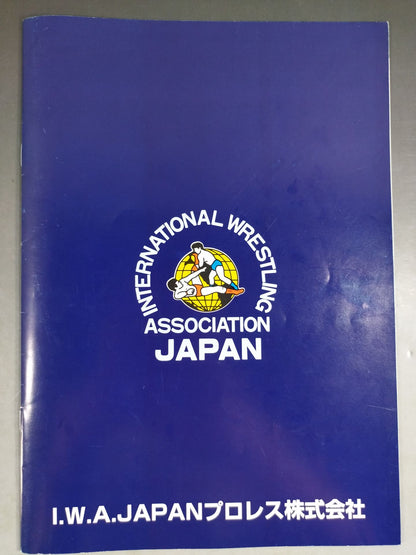 INTERNATIONAL WRESTLING
ASSOCIATION
JAPAN
I.W.A.JAPANプロレス株式会社